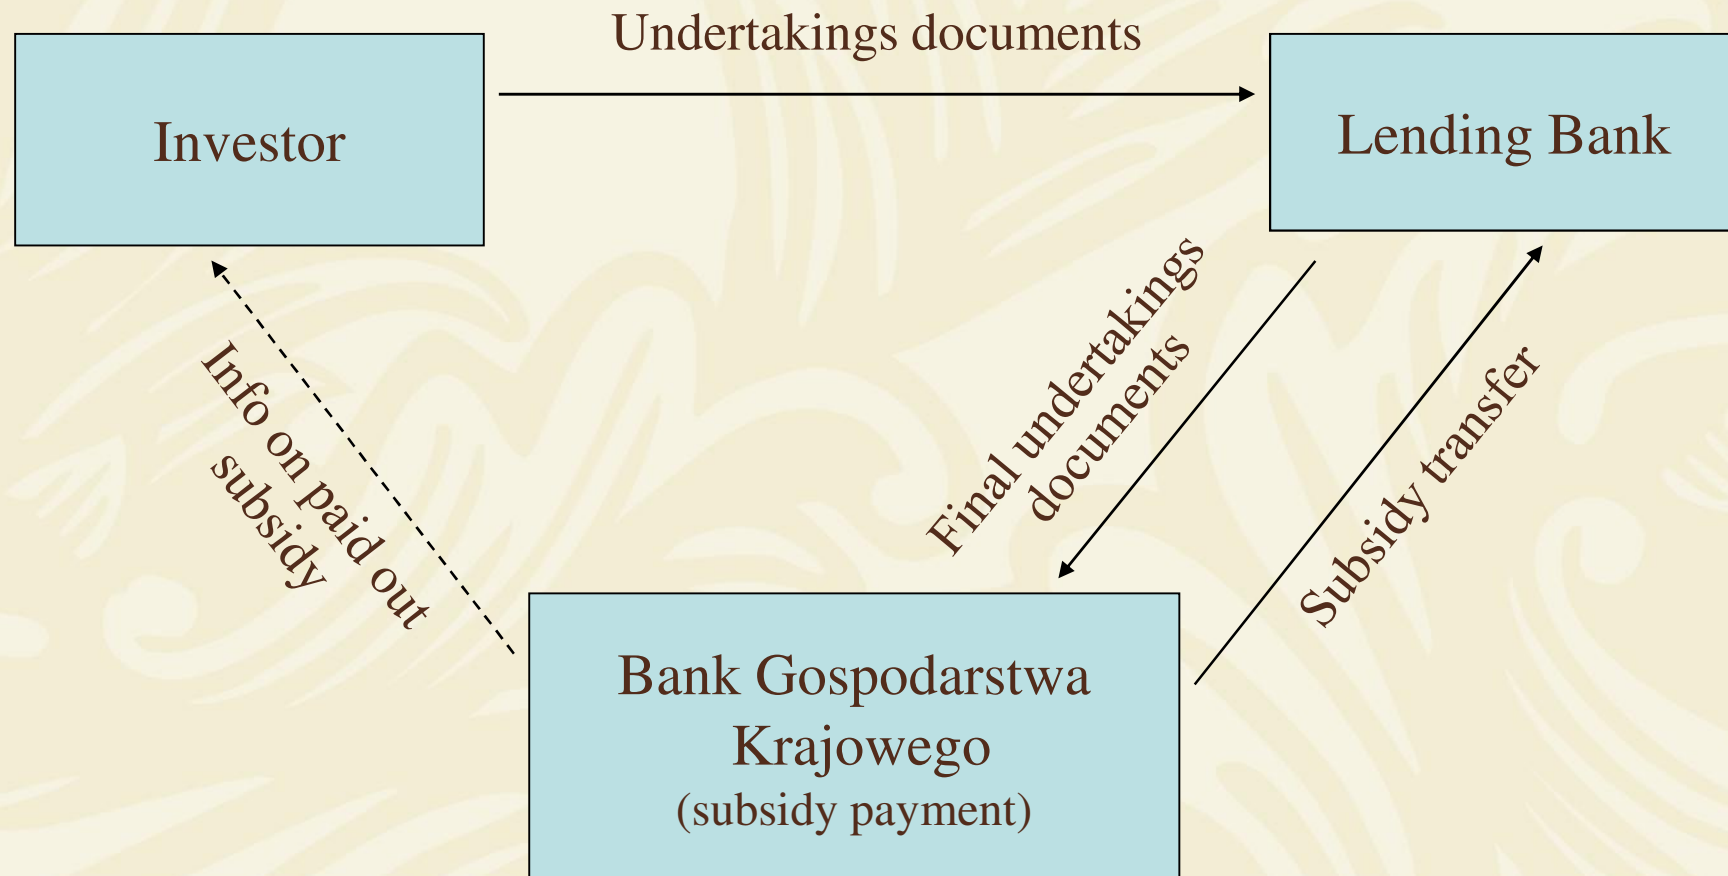 Undertakings documents
Investor
Lending Bank
Final undertakings
documents
Subsidy transfer
Info on paid out
subsidy
Bank Gospodarstwa
Krajowego
(subsidy payment)